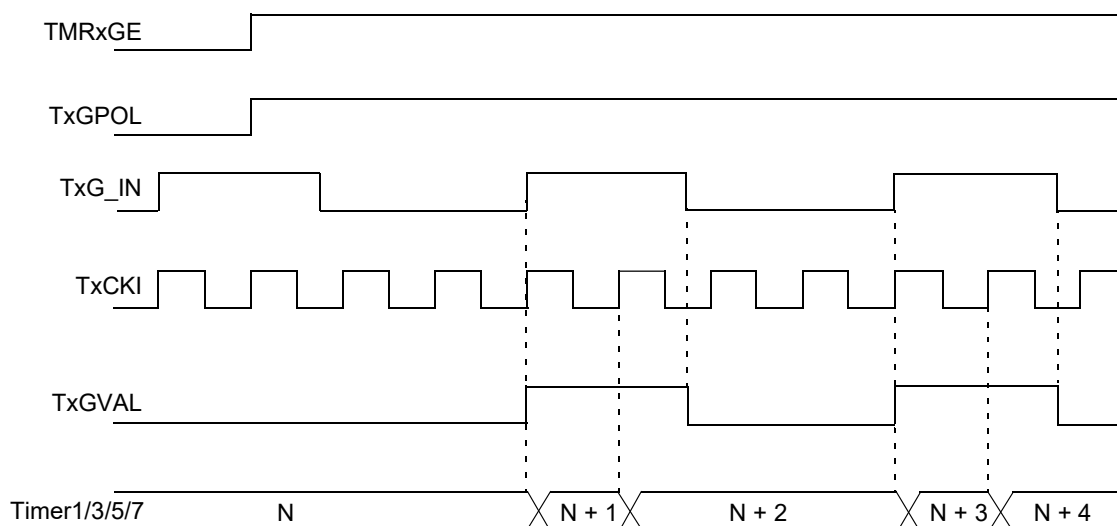 TMRxGE
TxGPOL
TxG_IN
TxCKI
TxGVAL
Timer1/3/5/7 N N + 1 N + 2 N + 3 N + 4